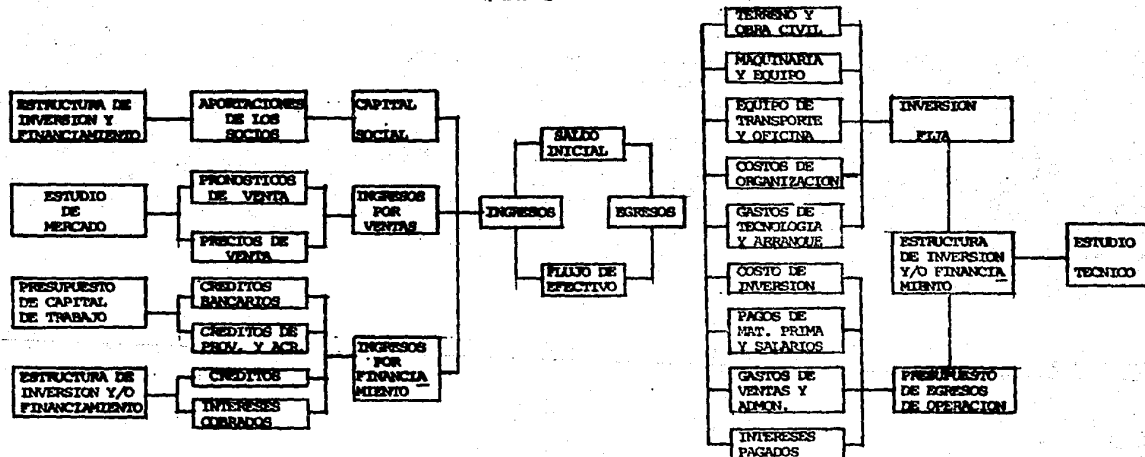 ESTRUCTURA DE
INVERSION Y
FINANCIAMIENTO
APORTACIONES
DE LOS
SOCIOS
CAPITAL
SOCIAL
ESTUDIO
DE
MERCADO
PRONOSTICOS
DE VENTA
PRECIOS DE
VENTA
INGRESOS
POR
VENTAS
PRESUPUESTO
DE CAPITAL
DE TRABAJO
CREDITOS
BANCARIOS
CREDITOS DE
PROV. Y ACR.
ESTRUCTURA DE
INVERSION Y/O
FINANCIAMIENTO
CREDITOS
INTERESES
COBRADOS
INGRESOS
POR
FINANCIA
MIENTO
INGRESOS
SALDO
INICIAL
FLUJO DE
EFECTIVO
EGRESOS
TERRENO Y
OBRA CIVIL
MAQUINARIA
Y EQUIPO
EQUIPO DE
TRANSPORTE
Y OFICINA
COSTOS DE
ORGANIZACION
GASTOS DE
TECNOLOGIA
Y ARRANQUE
COSTO DE
INVERSION
PAGOS DE
MAT. PRIMA
Y SALARIOS
GASTOS DE
VENTAS Y
ADMON.
INTERESES
PAGADOS
INVERSION
FIJA
ESTRUCTURA
DE INVERSION
Y/O FINANCIA
MIENTO
PRESUPUESTO
DE EGRESOS
DE OPERACION
ESTUDIO
TECNICO